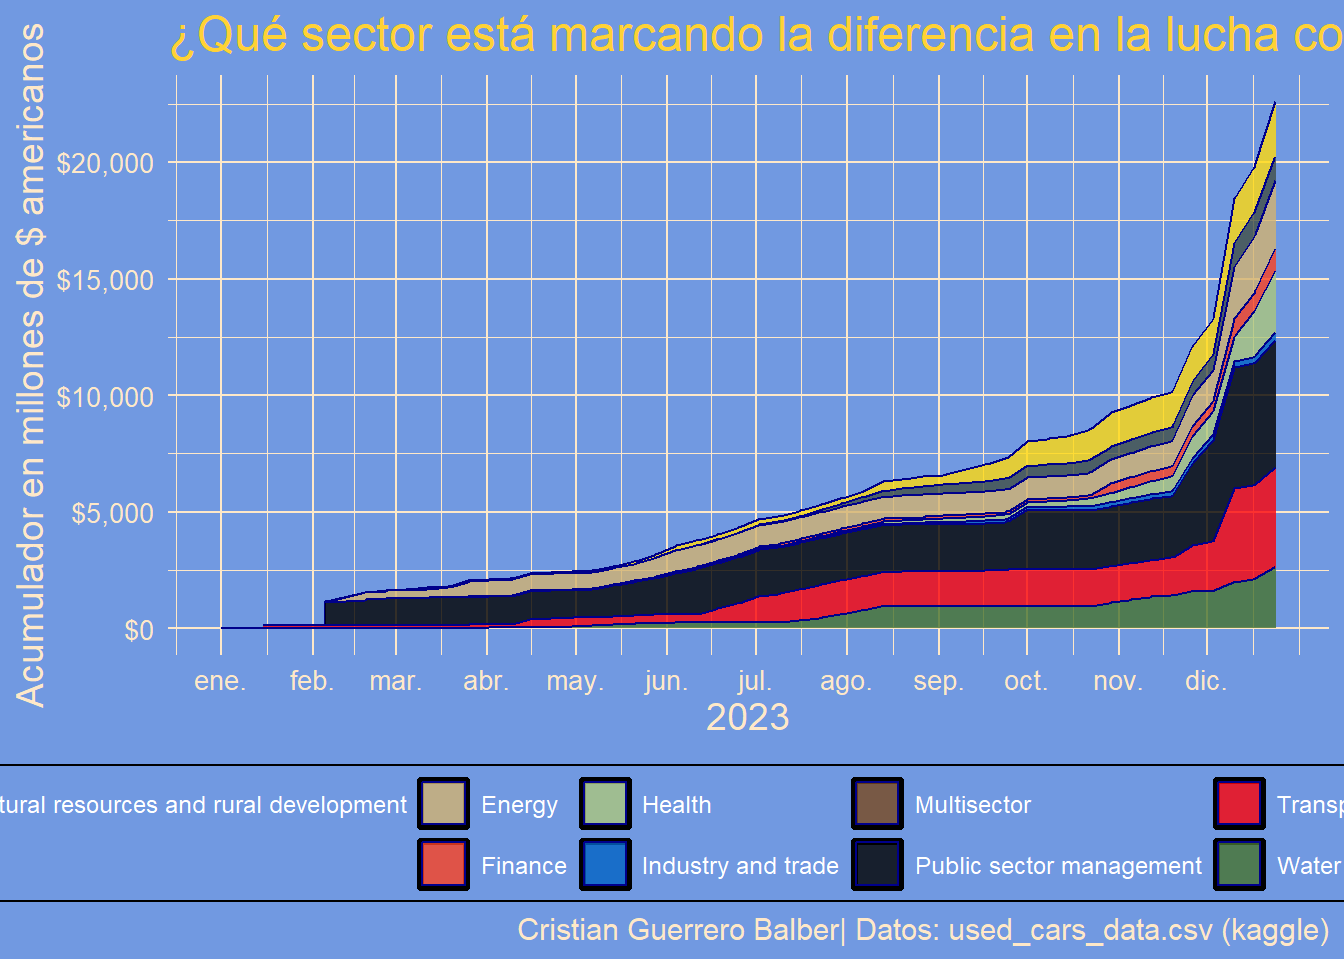 ¿Qué sector está marcando la diferencia en la lucha co
Acumulador en millones de $ americanos
$20,000
$15,000
$10,000
$5,000
$0
ene. feb. mar. abr. may. jun. jul. ago. sep. oct. nov. dic.
2023
tural resources and rural development Energy Health Multisector Transp
Finance Industry and trade Public sector management Water
Cristian Guerrero Balber| Datos: used_cars_data.csv (kaggle)